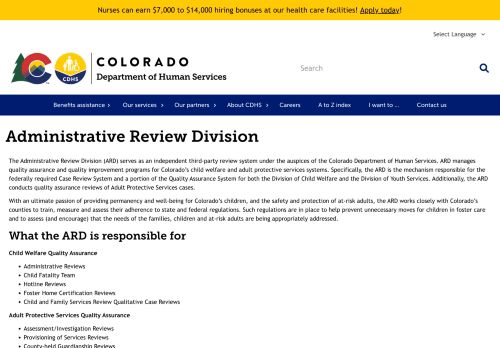 Nurses can earn $7,000 to $14,000 hiring bonuses at our health care facilities! Apply today!
Select Language
COLORADO
Department of Human Services
CDHS
Search
Benefits assistance
Our services
Our partners
About CDHS
Careers
A to Z index
I want to ...
Contact us
Administrative Review Division
The Administrative Review Division (ARD) serves as an independent third-party review system under the auspices of the Colorado Department of Human Services. ARD manages
quality assurance and quality improvement programs for Colorado's child welfare and adult protective services systems. Specifically, the ARD is the mechanism responsible for the
federally required Case Review System and a portion of the Quality Assurance System for both the Division of Child Welfare and the Division of Youth Services. Additionally, the ARD
conducts quality assurance reviews of Adult Protective Services cases.
With an ultimate passion of providing permanency and well-being for Colorado's children, and the safety and protection of at-risk adults, the ARD works closely with Colorado's
counties to train, measure and assess their adherence to state and federal regulations. Such regulations are in place to help prevent unnecessary moves for children in foster care
and to assess (and encourage) that the needs of the families, children and at-risk adults are being appropriately addressed.
What the ARD is responsible for
Child Welfare Quality Assurance
• Administrative Reviews
• Child Fatality Team
• Hotline Reviews
• Foster Home Certification Reviews
• Child and Family Services Review Qualitative Case Reviews
Adult Protective Services Quality Assurance
• Assessment/Investigation Reviews
• Provisioning of Services Reviews
• County-held Guardianship Reviews